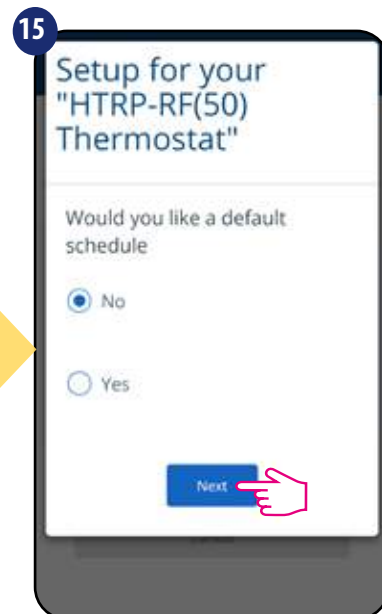 15
Setup for your
"HTRP-RF(50)
Thermostat"
Would you like a default
schedule
No
Yes
Next